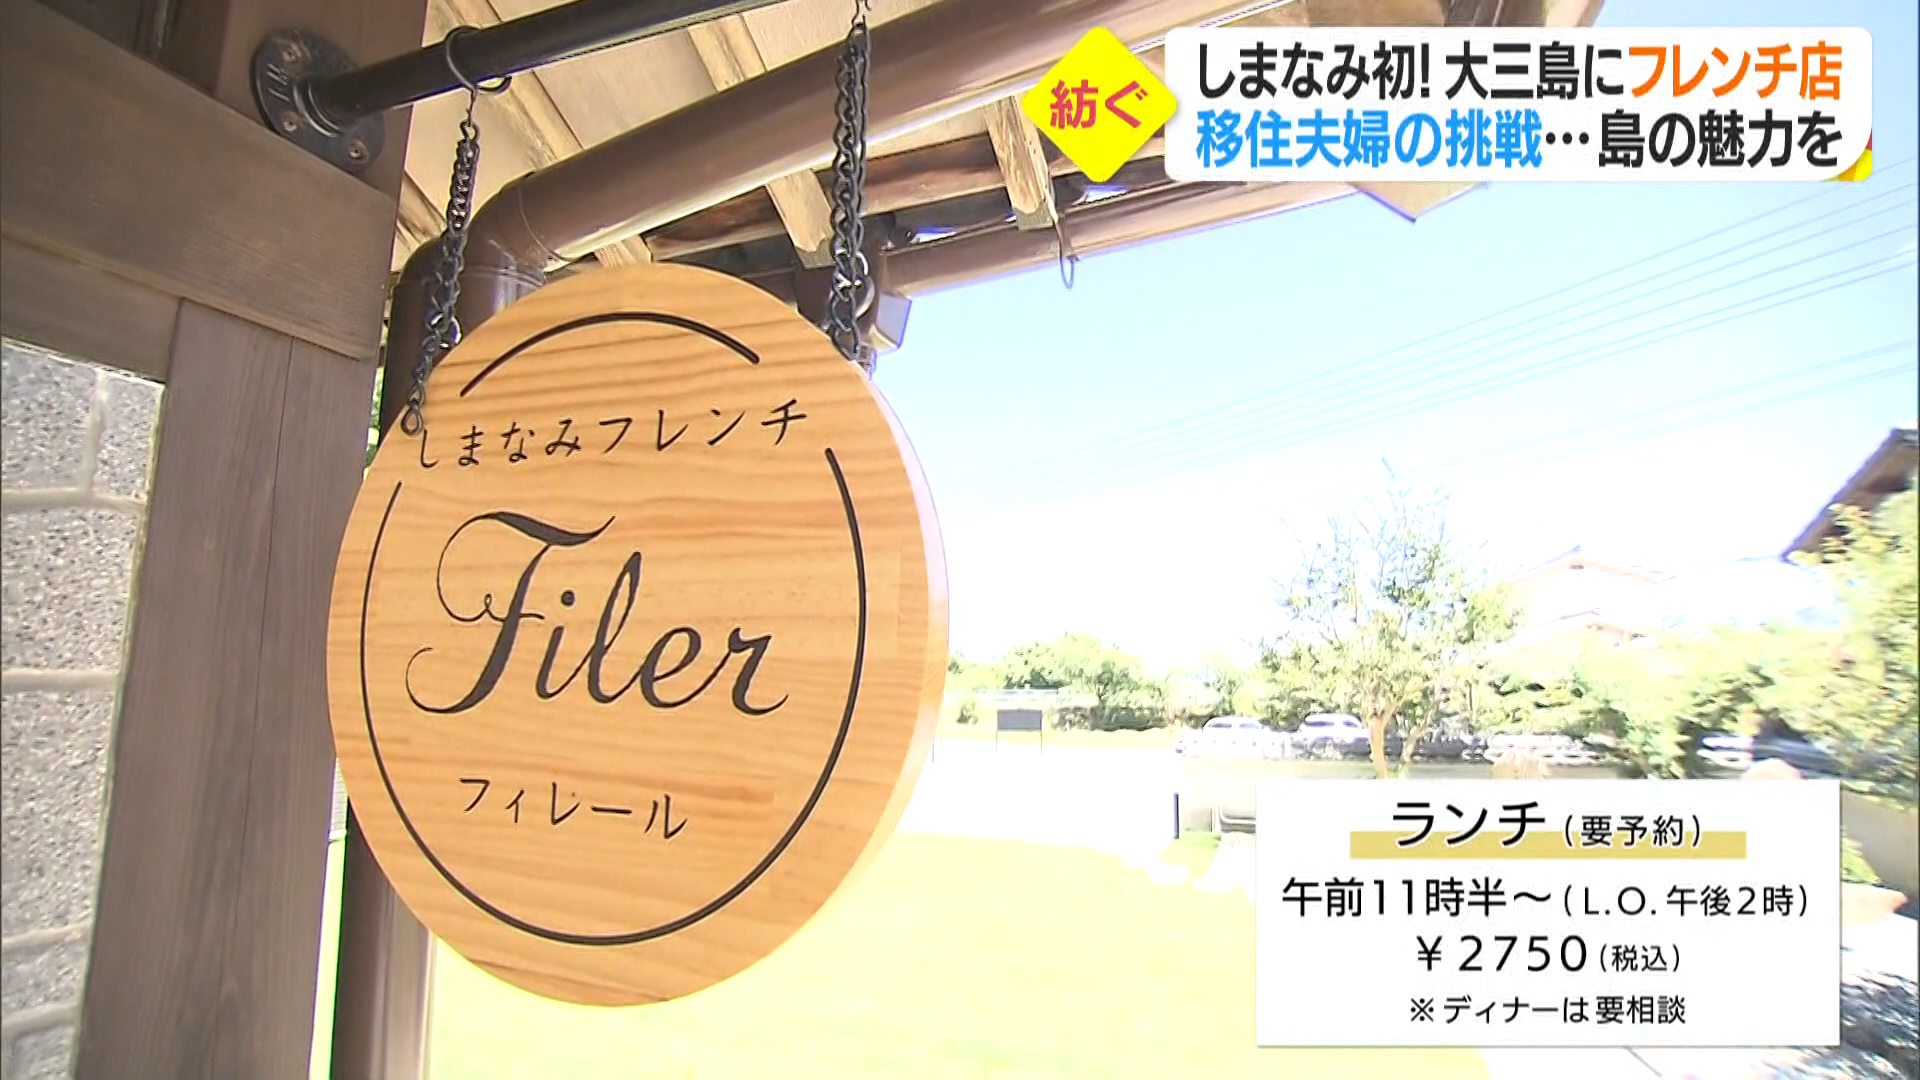 紡ぐ
しまなみ初！大三島にフレンチ店
移住夫婦の挑戦…島の魅力を
しまなみフレンチ
Filer
フィレール
ランチ（要予約）
午前11時半～（L.O.午後2時）
￥2750（税込）
※ディナーは要相談